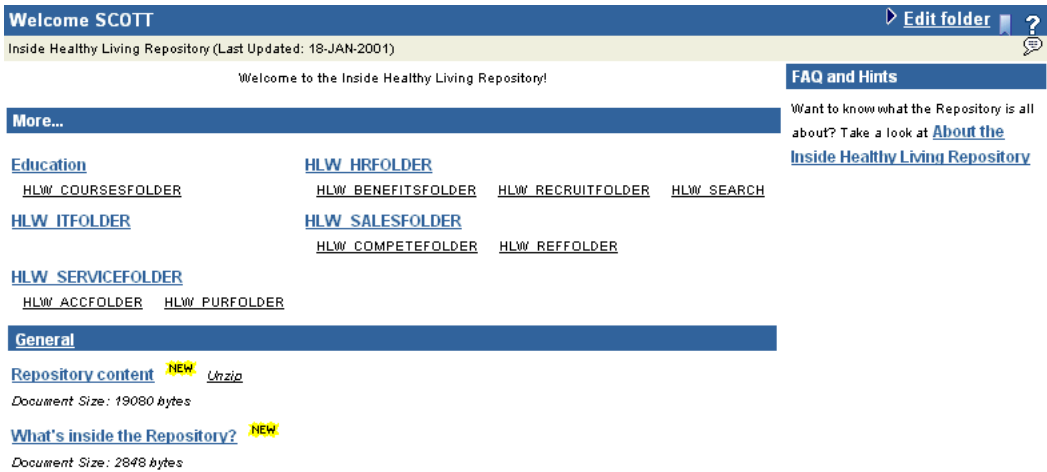 Welcome SCOTT
Edit folder
?
Inside Healthy Living Repository (Last Updated: 18-JAN-2001)
Welcome to the Inside Healthy Living Repository!
More...
Education
HLW_COURSESFOLDER
HLW_HRFOLDER
HLW_BENEFITSFOLDER HLW_RECRUITFOLDER HLW_SEARCH
HLW_ITFOLDER
HLW_SALESFOLDER
HLW_COMPETEFOLDER HLW_REFFOLDER
HLW_SERVICEFOLDER
HLW_ACCFOLDER HLW_PURFOLDER
General
Repository content NEW Unzip
Document Size: 19080 bytes
What's inside the Repository? NEW
Document Size: 2848 bytes
FAQ and Hints
Want to know what the Repository is all
about? Take a look at About the
Inside Healthy Living Repository